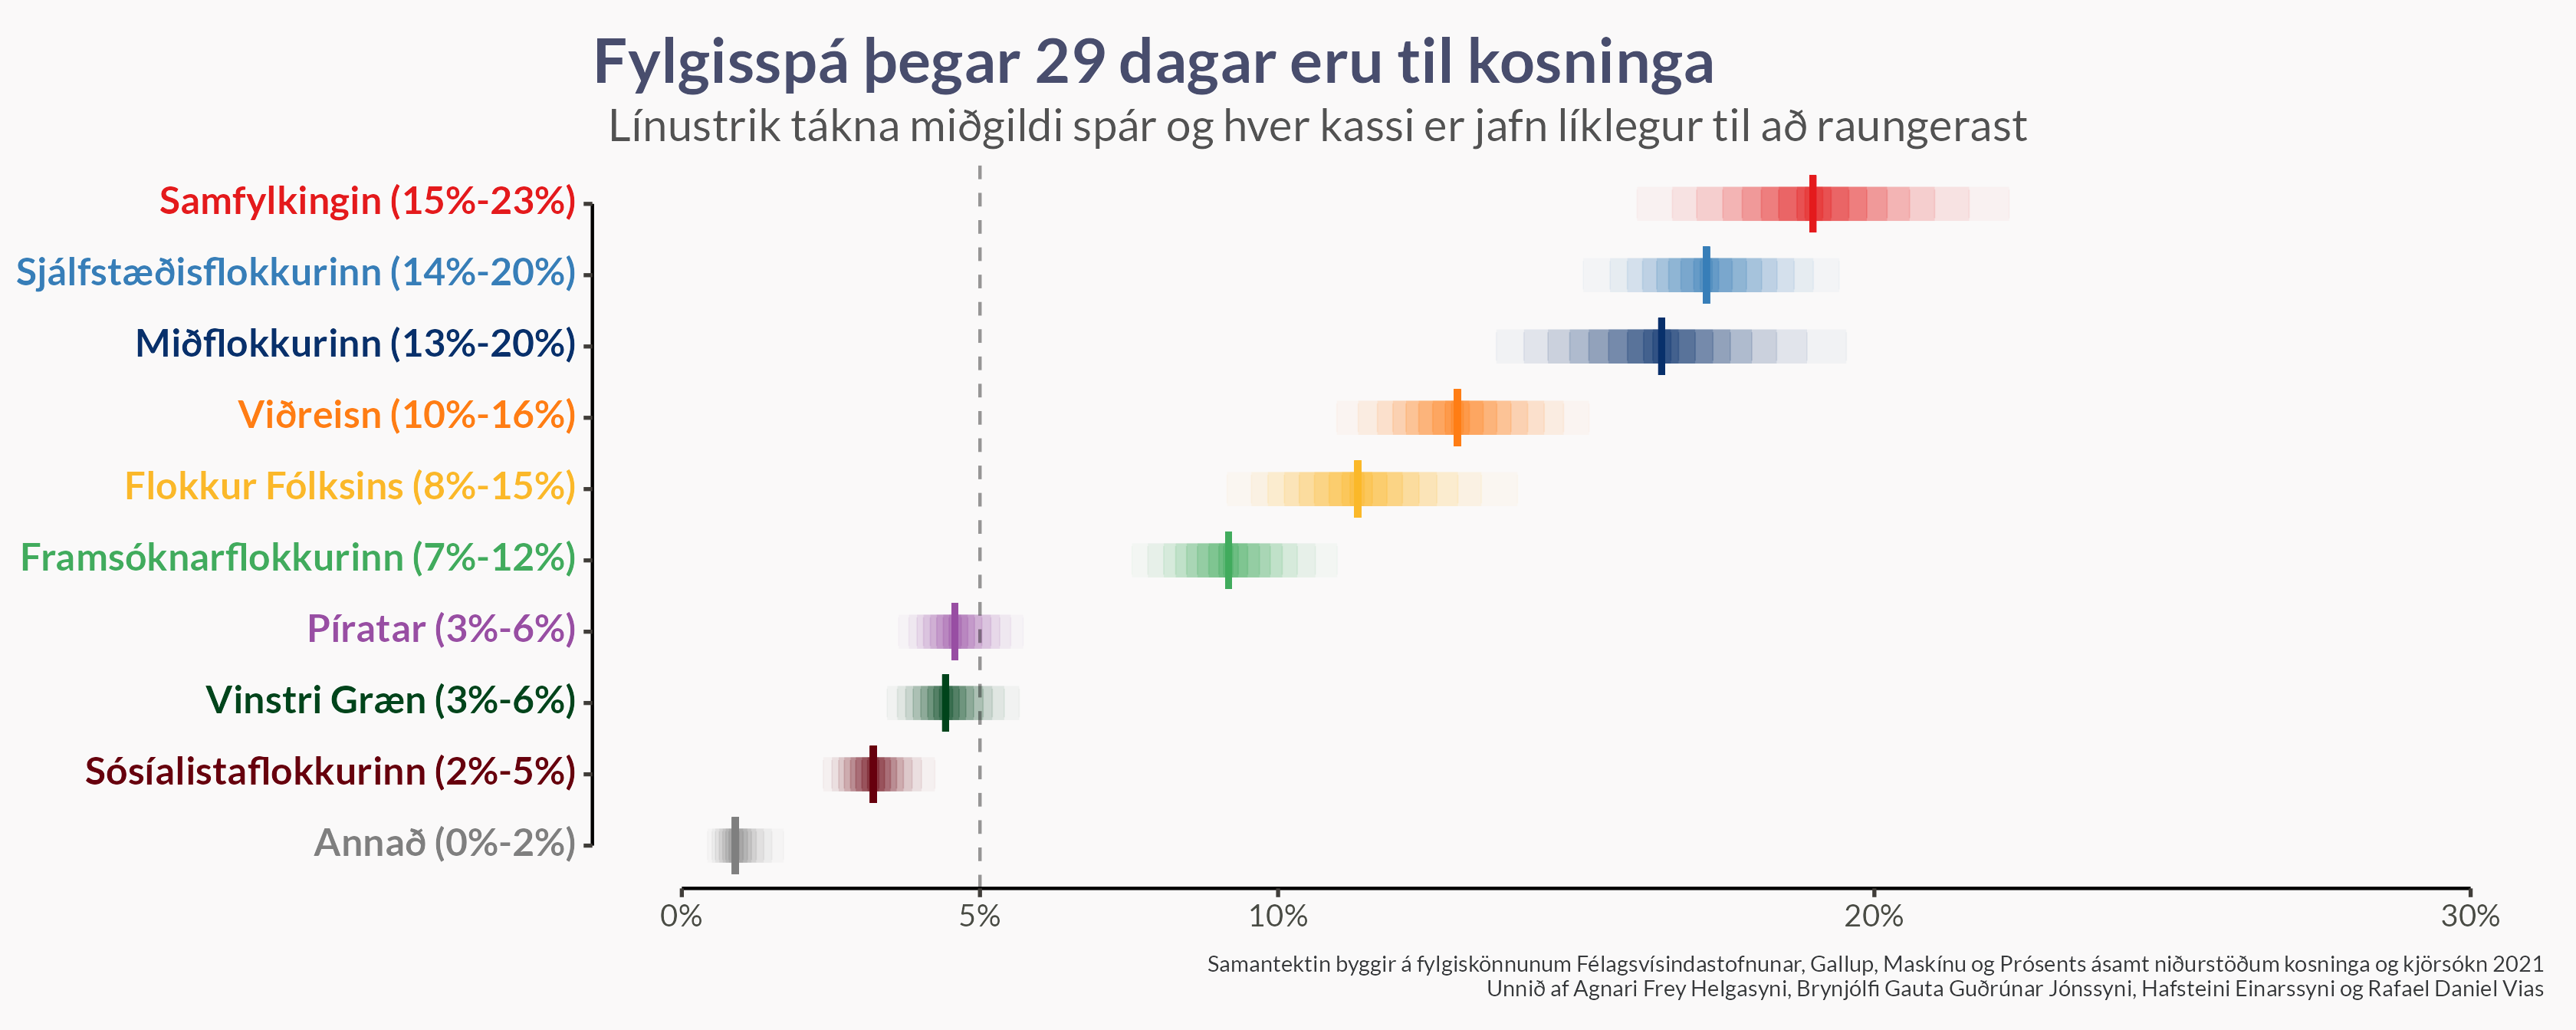 Fylgisspá þegar 29 dagar eru til kosninga
Línustrik tákna miðgildi spár og hver kassi er jafn líklegur til að raungerast
Samfylkingin (15%-23%)
Sjálfstæðisflokkurinn (14%-20%)
Miðflokkurinn (13%-20%)
Viðreisn (10%-16%)
Flokkur Fólksins (8%-15%)
Framsóknarflokkurinn (7%-12%)
Píratar (3%-6%)
Vinstri Græn (3%-6%)
Sósíalistaflokkurinn (2%-5%)
Annað (0%-2%)
0% 5% 10% 20% 30%
Samantektin byggir á fylgiskönnunum Félagsvísindastofnunar, Gallup, Maskínu og Prósents ásamt niðurstöðum kosninga og kjörsókn 2021
Unnið af Agnari Frey Helgasyni, Brynjólfi Gauta Guðrúnar Jónssyni, Hafsteini Einarssyni og Rafael Daniel Vias